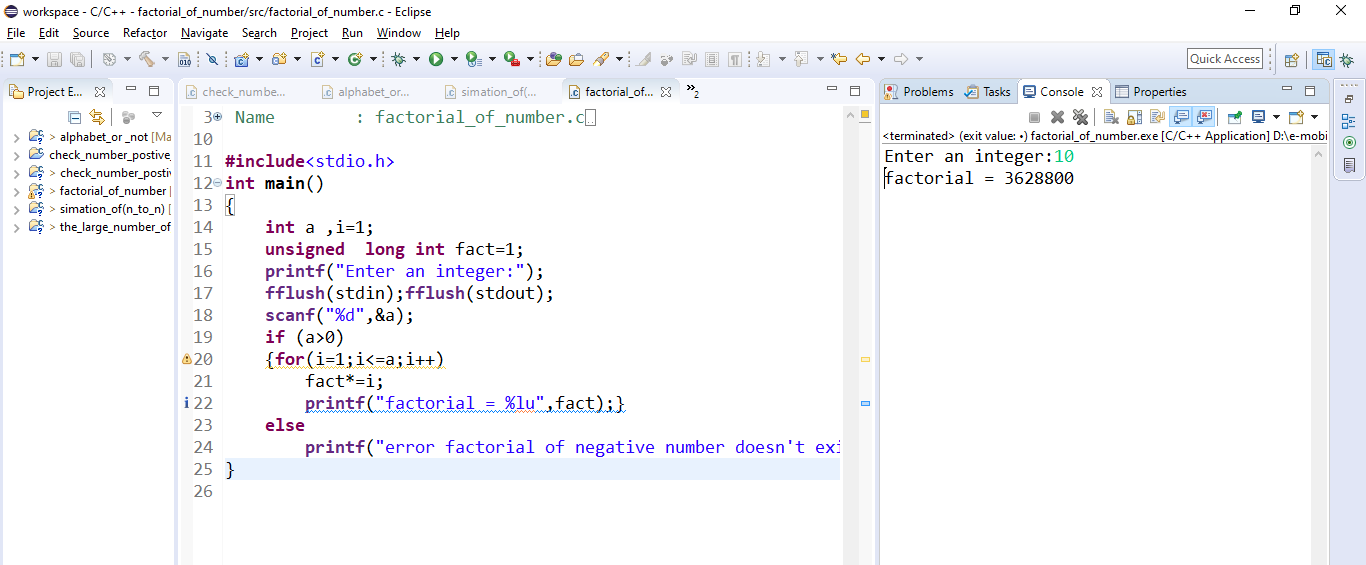 workspace - C/C++ - factorial_of_number/src/factorial_of_number.c - Eclipse
File Edit Source Refactor Navigate Search Project Run Window Help
Quick Access
Project E...
> alphabet_or_not [Ma
check_number_postive_
> check_number_posti
> factorial_of_number [
> simation_of(n_to_n) [
> the_large_number_of
check_numbe... alphabet_or... simation_of(... factorial_of... »2
3 Name : factorial_of_number.c
10
11 #include<stdio.h>
12 int main()
13 {
14 int a ,i=1;
15 unsigned  long int fact=1;
16 printf("Enter an integer:");
17 fflush(stdin);fflush(stdout);
18 scanf("%d",&a);
19 if (a>0)
20 {for(i=1;i<=a;i++)
21 fact*=i;
22 printf("factorial = %lu",fact);}
23 else
24 printf("error factorial of negative number doesn't exi
25 }
26
Problems Tasks Console Properties
<terminated> (exit value: •) factorial_of_number.exe [C/C++ Application] D:\e-mobi
Enter an integer:10
factorial = 3628800